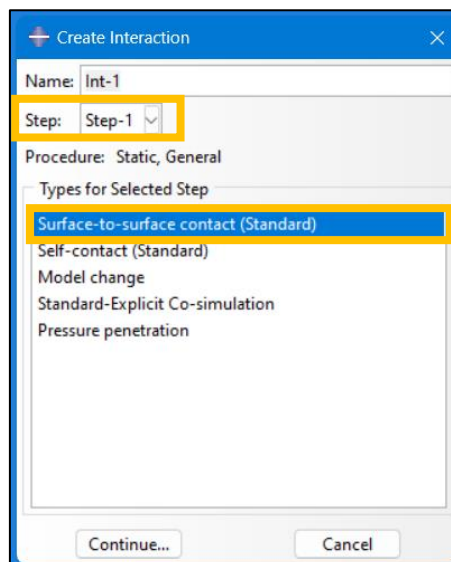 Create Interaction
Name: Int-1
Step: Step-1
Procedure: Static, General
Types for Selected Step
Surface-to-surface contact (Standard)
Self-contact (Standard)
Model change
Standard-Explicit Co-simulation
Pressure penetration
Continue... Cancel